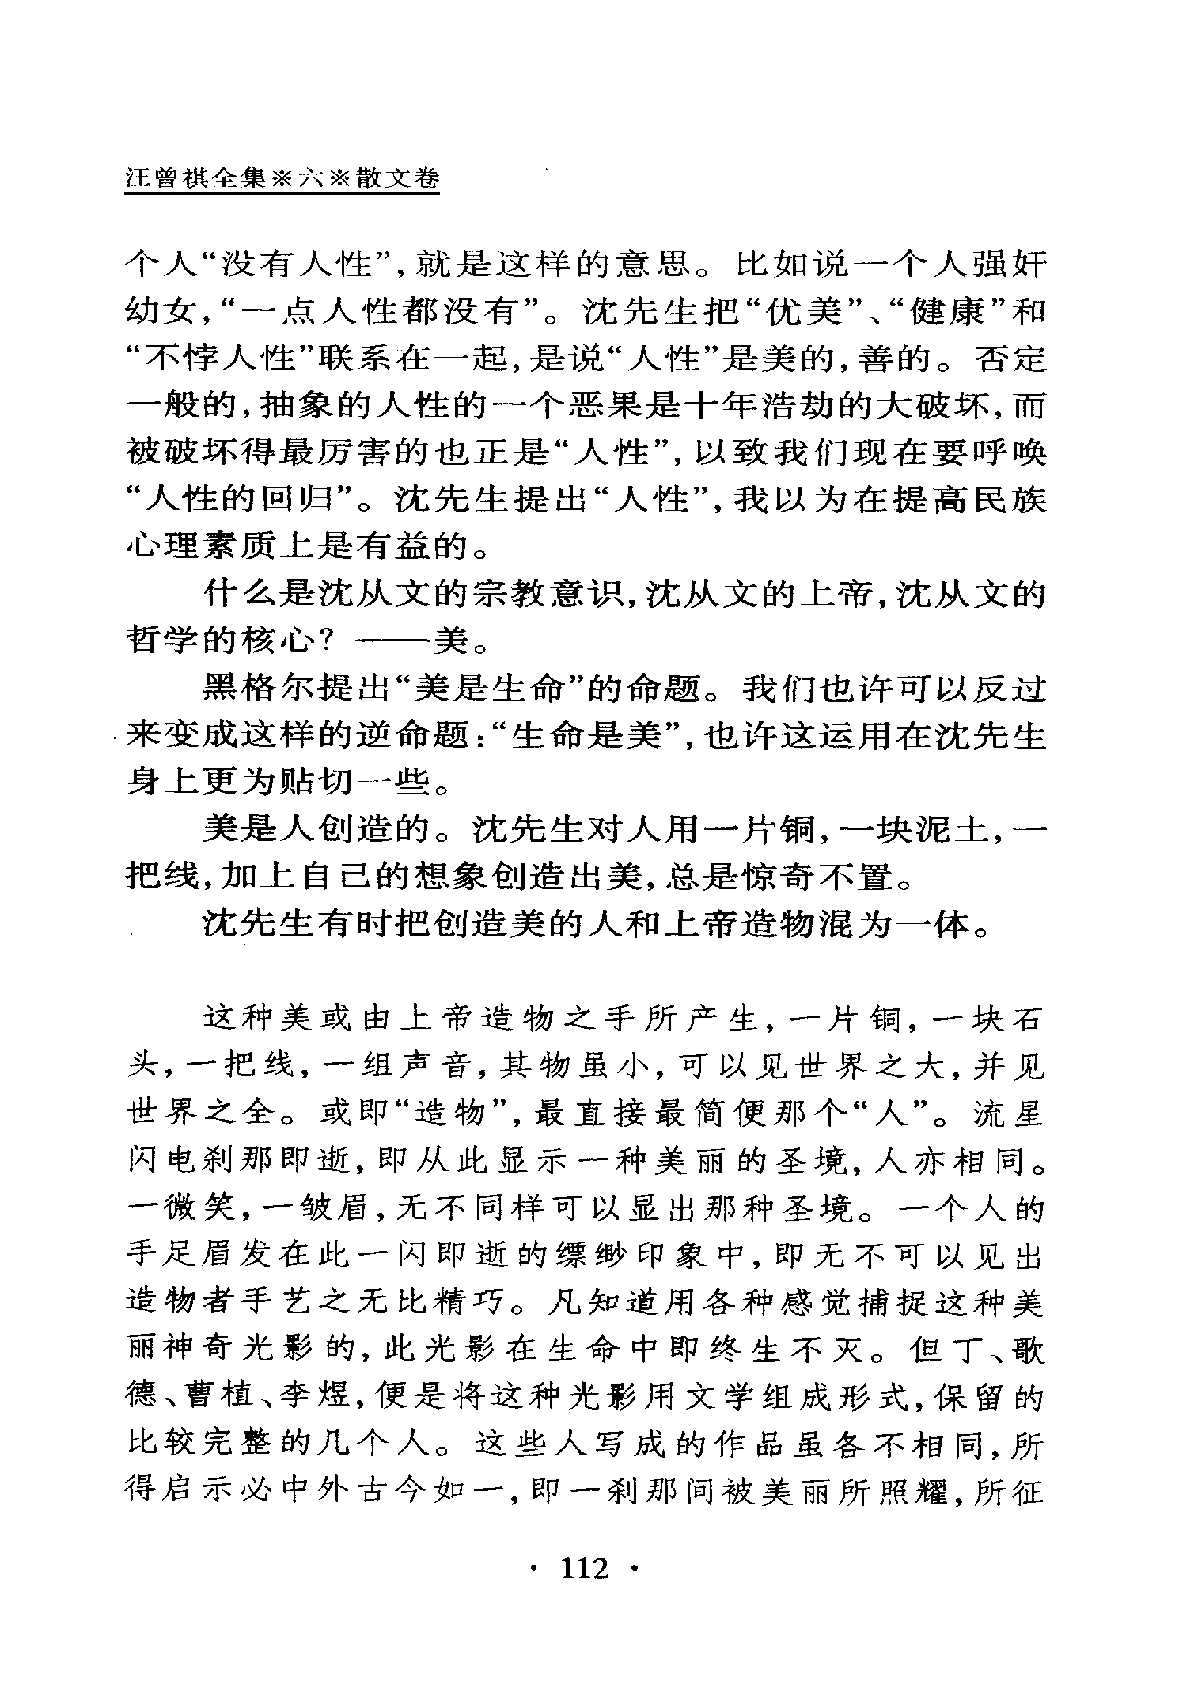 汪曾祺全集※六※散文卷
个人“没有人性”,就是这样的意思。比如说一个人强奸
幼女,“一点人性都没有”。沈先生把“优美”、“健康”和
“不悖人性”联系在一起,是说“人性”是美的,善的。否定
一般的,抽象的人性的一个恶果是十年浩劫的大破坏,而
被破坏得最厉害的也正是“人性”,以致我们现在要呼唤
“人性的回归”。沈先生提出“人性”,我以为在提高民族
心理素质上是有益的。
什么是沈从文的宗教意识,沈从文的上帝,沈从文的
哲学的核心?——美。
黑格尔提出“美是生命”的命题。我们也许可以反过
来变成这样的逆命题:“生命是美”,也许这运用在沈先生
身上更为贴切一些。
美是人创造的。沈先生对人用一片铜,一块泥土,一
把线,加上自己的想象创造出美,总是惊奇不置。
沈先生有时把创造美的人和上帝造物混为一体。
这种美或由上帝造物之手所产生,一片铜,一块石
头,一把线,一组声音,其物虽小,可以见世界之大,并见
世界之全。或即“造物”,最直接最简便那个“人”。流星
闪电刹那即逝,即从此显示一种美丽的圣境,人亦相同。
一微笑,一皱眉,无不同样可以显出那种圣境。一个人的
手足眉发在此一闪即逝的缥缈印象中,即无不可以见出
造物者手艺之无比精巧。凡知道用各种感觉捕捉这种美
丽神奇光影的,此光影在生命中即终生不灭。但丁、歌
德、曹植、李煜,便是将这种光影用文学组成形式,保留的
比较完整的几个人。这些人写成的作品虽各不相同,所
得启示必中外古今如一,即一刹那间被美丽所照耀,所征
· 112 ·